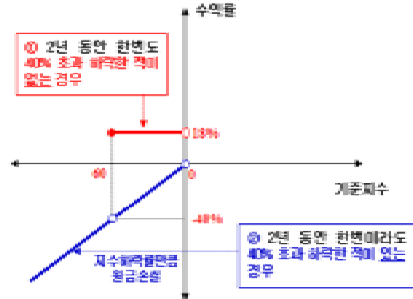 수익률
① 2년 동안 한번도
40% 초과 하락한 적이
없는 경우
18%
60
0
기준지수
-40%
② 2년 동안 한번이라도
40% 초과 하락한 적이 있는
경우
지수하락률만큼
원금손실